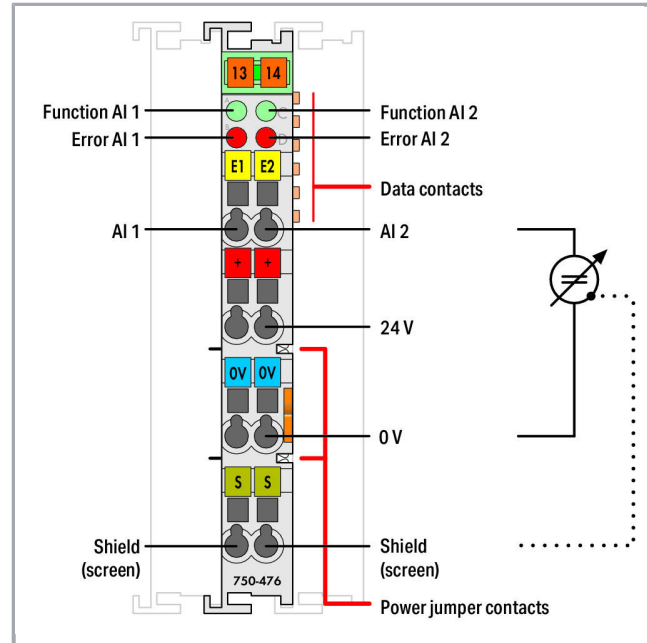 13 14
A C
Function AI 1
Function AI 2
Error AI 1
D
Error AI 2
E1 E2
Data contacts
AI 1
AI 2
+ +
24 V
0V 0V
0 V
S S
Shield
(screen)
Shield
(screen)
750-476
Power jumper contacts